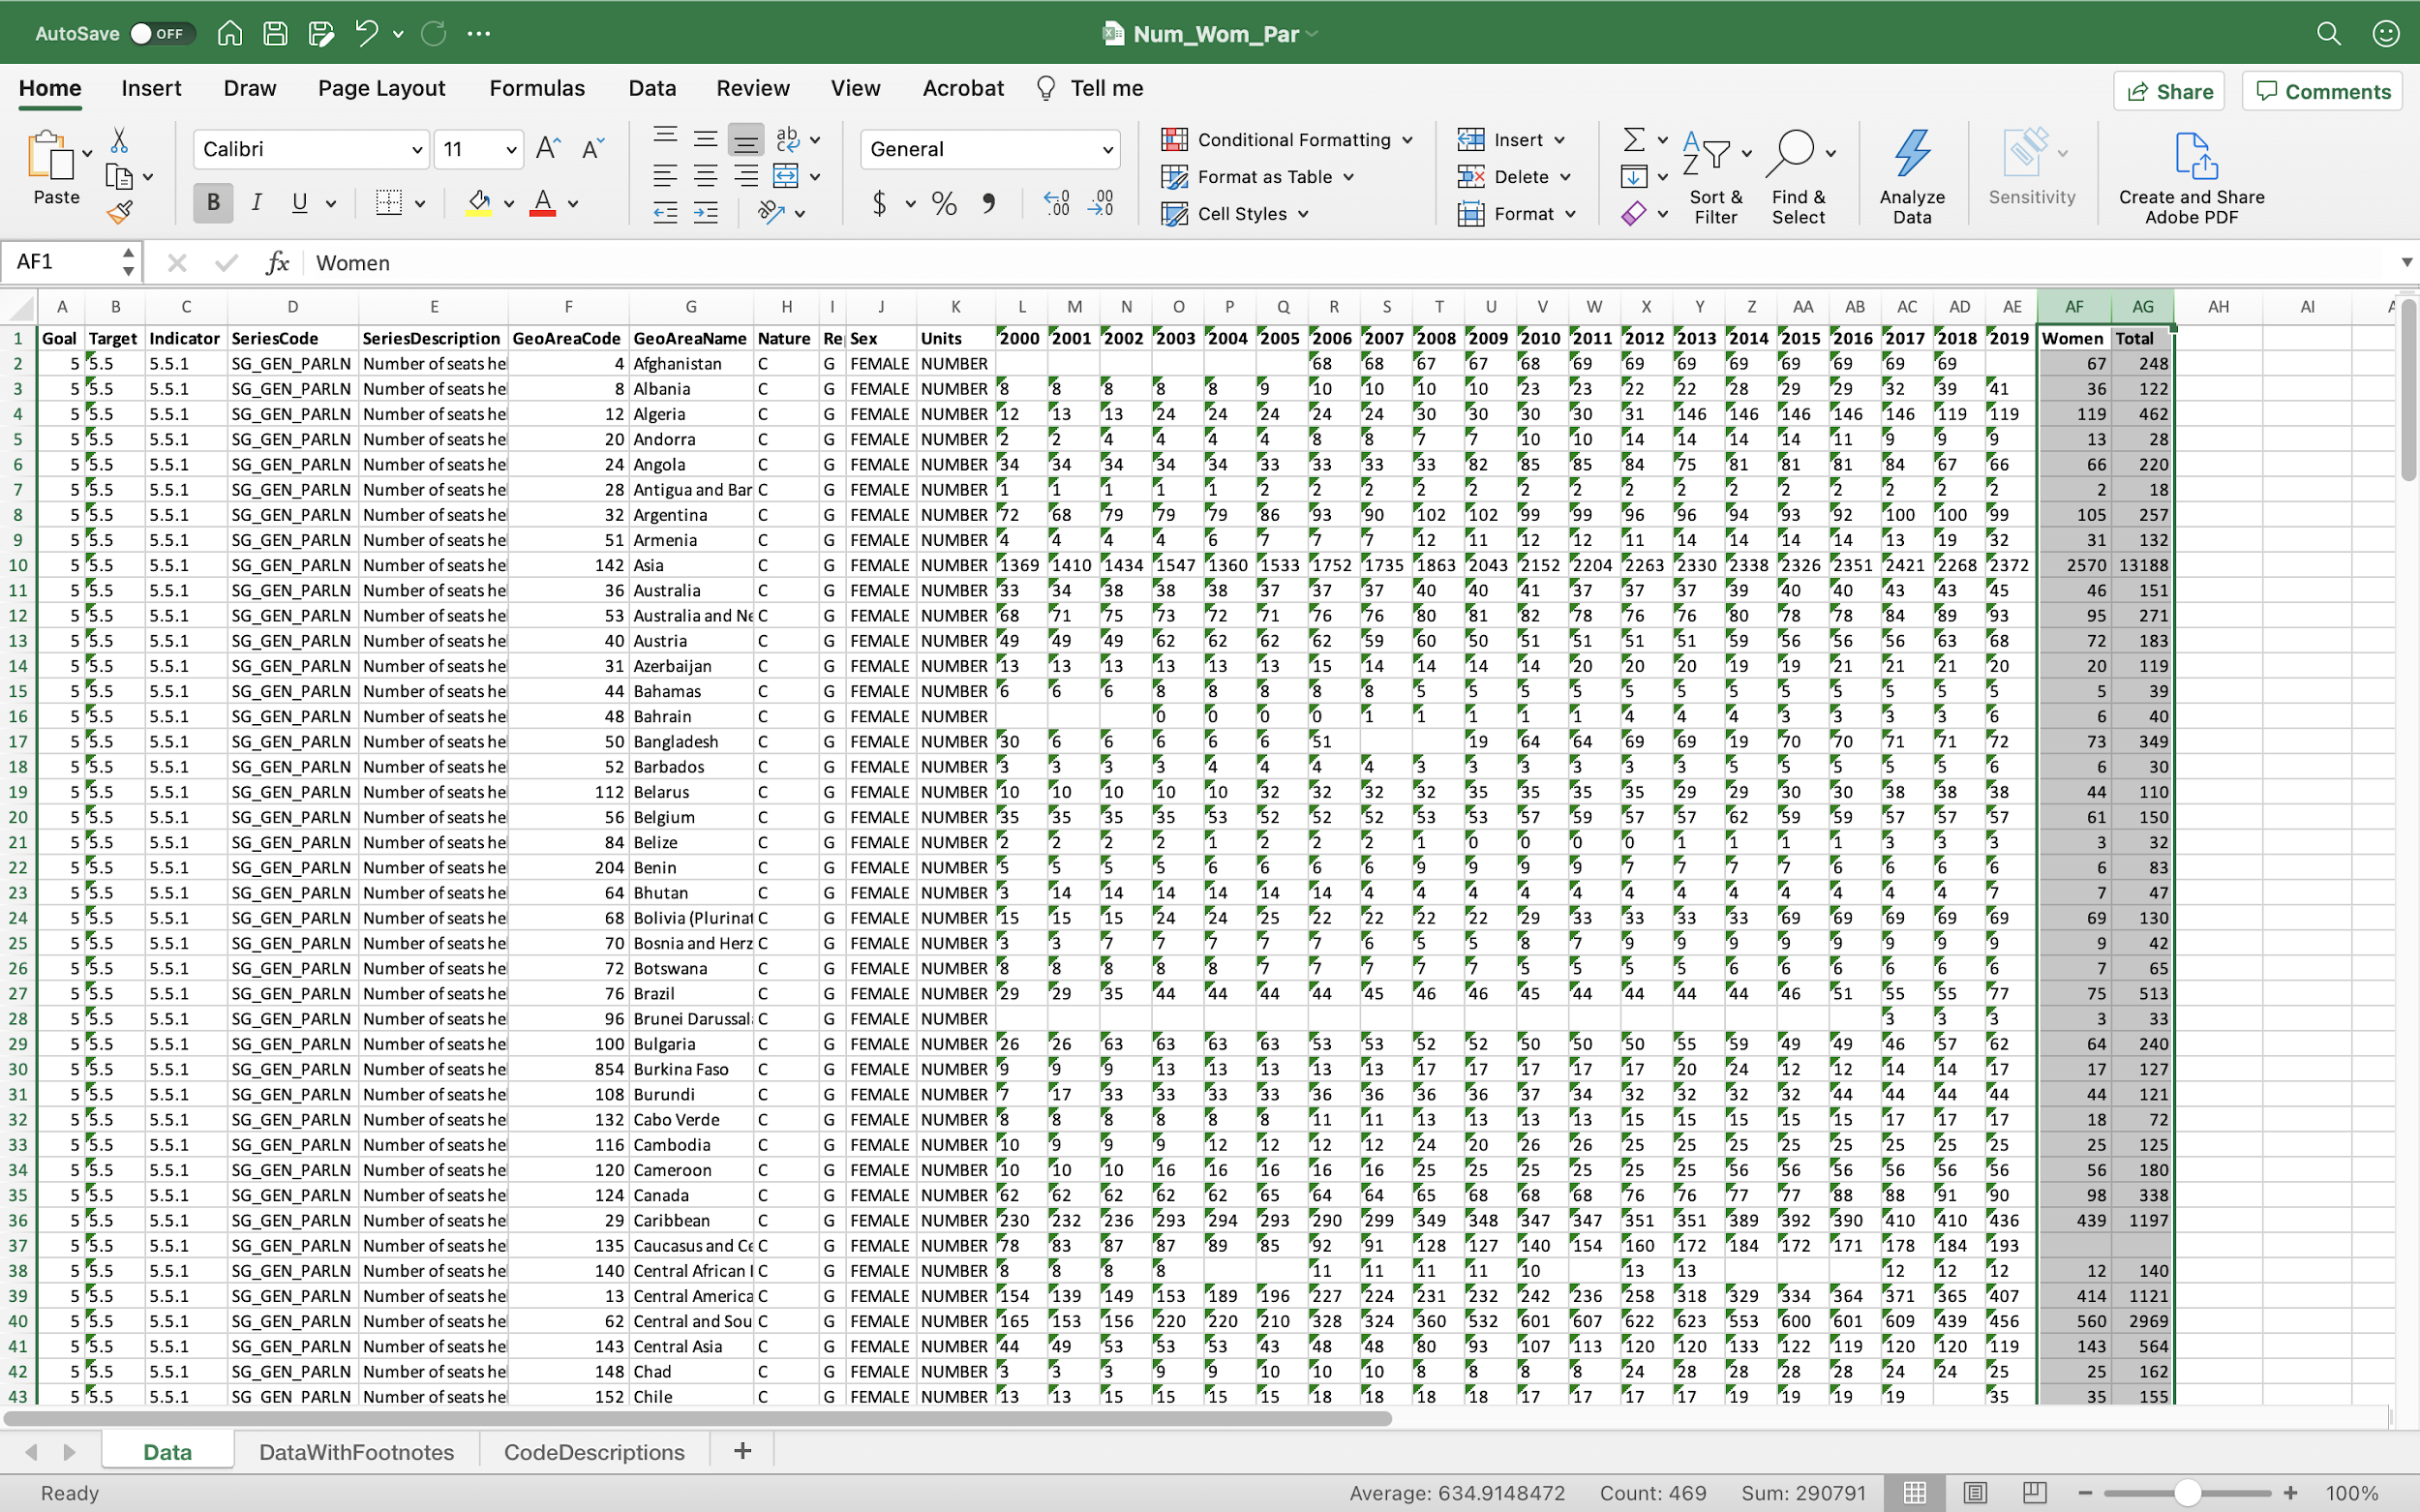 AutoSave OFF Num_Wom_Par
Home Insert Draw Page Layout Formulas Data Review View Acrobat Tell me Share Comments
Paste Calibri 11 General Conditional Formatting Format as Table Cell Styles Insert Delete Format Sort & Filter Find & Select Analyze Data Sensitivity Create and Share Adobe PDF
AF1 fx Women
A B C D E F G H I J K L M N O P Q R S T U V W X Y Z AA AB AC AD AE AF AG AH AI
1 Goal Target Indicator SeriesCode SeriesDescription GeoAreaCode GeoAreaName Nature Re Sex Units 2000 2001 2002 2003 2004 2005 2006 2007 2008 2009 2010 2011 2012 2013 2014 2015 2016 2017 2018 2019 Women Total
2 5 5.5 5.5.1 SG_GEN_PARLN Number of seats he 4 Afghanistan C G FEMALE NUMBER 68 68 67 67 68 69 69 69 69 69 69 69 69 67 248
3 5 5.5 5.5.1 SG_GEN_PARLN Number of seats he 8 Albania C G FEMALE NUMBER 8 8 8 8 8 9 10 10 10 10 23 23 22 22 28 29 29 32 39 41 36 122
4 5 5.5 5.5.1 SG_GEN_PARLN Number of seats he 12 Algeria C G FEMALE NUMBER 12 13 13 24 24 24 24 24 30 30 30 30 31 146 146 146 146 146 119 119 119 462
5 5 5.5 5.5.1 SG_GEN_PARLN Number of seats he 20 Andorra C G FEMALE NUMBER 2 2 4 4 4 4 8 8 7 7 10 10 14 14 14 14 11 9 9 9 13 28
6 5 5.5 5.5.1 SG_GEN_PARLN Number of seats he 24 Angola C G FEMALE NUMBER 34 34 34 34 34 33 33 33 33 82 85 85 84 75 81 81 81 84 67 66 66 220
7 5 5.5 5.5.1 SG_GEN_PARLN Number of seats he 28 Antigua and Bar C G FEMALE NUMBER 1 1 1 1 1 2 2 2 2 2 2 2 2 2 2 2 2 2 2 2 2 18
8 5 5.5 5.5.1 SG_GEN_PARLN Number of seats he 32 Argentina C G FEMALE NUMBER 72 68 79 79 79 86 93 90 102 102 99 99 96 96 94 93 92 100 100 99 105 257
9 5 5.5 5.5.1 SG_GEN_PARLN Number of seats he 51 Armenia C G FEMALE NUMBER 4 4 4 4 6 7 7 7 12 11 12 12 11 14 14 14 14 13 19 32 31 132
10 5 5.5 5.5.1 SG_GEN_PARLN Number of seats he 142 Asia C G FEMALE NUMBER 1369 1410 1434 1547 1360 1533 1752 1735 1863 2043 2152 2204 2263 2330 2338 2326 2351 2421 2268 2372 2570 13188
11 5 5.5 5.5.1 SG_GEN_PARLN Number of seats he 36 Australia C G FEMALE NUMBER 33 34 38 38 38 37 37 37 40 40 41 37 37 37 39 40 40 43 43 45 46 151
12 5 5.5 5.5.1 SG_GEN_PARLN Number of seats he 53 Australia and Ne C G FEMALE NUMBER 68 71 75 73 72 71 76 76 80 81 82 78 76 76 80 78 78 84 89 93 95 271
13 5 5.5 5.5.1 SG_GEN_PARLN Number of seats he 40 Austria C G FEMALE NUMBER 49 49 49 62 62 62 62 59 60 50 51 51 51 51 59 56 56 56 63 68 72 183
14 5 5.5 5.5.1 SG_GEN_PARLN Number of seats he 31 Azerbaijan C G FEMALE NUMBER 13 13 13 13 13 13 15 14 14 14 14 20 20 20 19 19 21 21 21 20 20 119
15 5 5.5 5.5.1 SG_GEN_PARLN Number of seats he 44 Bahamas C G FEMALE NUMBER 6 6 6 8 8 8 8 8 5 5 5 5 5 5 5 5 5 5 5 5 5 39
16 5 5.5 5.5.1 SG_GEN_PARLN Number of seats he 48 Bahrain C G FEMALE NUMBER 0 0 0 0 1 1 1 1 1 4 4 4 3 3 3 3 6 6 40
17 5 5.5 5.5.1 SG_GEN_PARLN Number of seats he 50 Bangladesh C G FEMALE NUMBER 30 6 6 6 6 6 51 19 64 64 69 69 19 70 70 71 71 72 73 349
18 5 5.5 5.5.1 SG_GEN_PARLN Number of seats he 52 Barbados C G FEMALE NUMBER 3 3 3 3 4 4 4 4 3 3 3 3 3 3 5 5 5 5 5 6 6 30
19 5 5.5 5.5.1 SG_GEN_PARLN Number of seats he 112 Belarus C G FEMALE NUMBER 10 10 10 10 10 32 32 32 32 35 35 35 35 29 29 30 30 38 38 38 44 110
20 5 5.5 5.5.1 SG_GEN_PARLN Number of seats he 56 Belgium C G FEMALE NUMBER 35 35 35 35 53 52 52 52 53 53 57 59 57 57 62 59 59 57 57 57 61 150
21 5 5.5 5.5.1 SG_GEN_PARLN Number of seats he 84 Belize C G FEMALE NUMBER 2 2 2 2 1 2 2 2 1 0 0 0 0 1 1 1 1 3 3 3 3 32
22 5 5.5 5.5.1 SG_GEN_PARLN Number of seats he 204 Benin C G FEMALE NUMBER 5 5 5 5 6 6 6 6 9 9 9 9 7 7 7 7 6 6 6 6 6 83
23 5 5.5 5.5.1 SG_GEN_PARLN Number of seats he 64 Bhutan C G FEMALE NUMBER 3 14 14 14 14 14 14 4 4 4 4 4 4 4 4 4 4 4 4 7 7 47
24 5 5.5 5.5.1 SG_GEN_PARLN Number of seats he 68 Bolivia (Plurinat C G FEMALE NUMBER 15 15 15 24 24 25 22 22 22 22 29 33 33 33 33 69 69 69 69 69 69 130
25 5 5.5 5.5.1 SG_GEN_PARLN Number of seats he 70 Bosnia and Herz C G FEMALE NUMBER 3 3 7 7 7 7 7 6 5 5 8 7 9 9 9 9 9 9 9 9 9 42
26 5 5.5 5.5.1 SG_GEN_PARLN Number of seats he 72 Botswana C G FEMALE NUMBER 8 8 8 8 8 7 7 7 7 7 5 5 5 5 6 6 6 6 6 6 7 65
27 5 5.5 5.5.1 SG_GEN_PARLN Number of seats he 76 Brazil C G FEMALE NUMBER 29 29 35 44 44 44 44 45 46 46 45 44 44 44 44 46 51 55 55 77 75 513
28 5 5.5 5.5.1 SG_GEN_PARLN Number of seats he 96 Brunei Darussal C G FEMALE NUMBER 3 3 3 3 33
29 5 5.5 5.5.1 SG_GEN_PARLN Number of seats he 100 Bulgaria C G FEMALE NUMBER 26 26 63 63 63 63 53 53 52 52 50 50 50 55 59 49 49 46 57 62 64 240
30 5 5.5 5.5.1 SG_GEN_PARLN Number of seats he 854 Burkina Faso C G FEMALE NUMBER 9 9 9 13 13 13 13 13 17 17 17 17 17 20 24 12 12 14 14 17 17 127
31 5 5.5 5.5.1 SG_GEN_PARLN Number of seats he 108 Burundi C G FEMALE NUMBER 7 17 33 33 33 33 36 36 36 36 37 34 32 32 32 32 44 44 44 44 44 121
32 5 5.5 5.5.1 SG_GEN_PARLN Number of seats he 132 Cabo Verde C G FEMALE NUMBER 8 8 8 8 8 8 11 11 13 13 13 13 15 15 15 15 15 17 17 17 18 72
33 5 5.5 5.5.1 SG_GEN_PARLN Number of seats he 116 Cambodia C G FEMALE NUMBER 10 9 9 9 12 12 12 12 24 20 26 26 25 25 25 25 25 25 25 25 25 125
34 5 5.5 5.5.1 SG_GEN_PARLN Number of seats he 120 Cameroon C G FEMALE NUMBER 10 10 10 16 16 16 16 16 25 25 25 25 25 25 56 56 56 56 56 56 56 180
35 5 5.5 5.5.1 SG_GEN_PARLN Number of seats he 124 Canada C G FEMALE NUMBER 62 62 62 62 62 65 64 64 65 68 68 68 76 76 77 77 88 88 91 90 98 338
36 5 5.5 5.5.1 SG_GEN_PARLN Number of seats he 29 Caribbean C G FEMALE NUMBER 230 232 236 293 294 293 290 299 349 348 347 347 351 351 389 392 390 410 410 436 439 1197
37 5 5.5 5.5.1 SG_GEN_PARLN Number of seats he 135 Caucasus and Ce C G FEMALE NUMBER 78 83 87 87 89 85 92 91 128 127 140 154 160 172 184 172 171 178 184 193
38 5 5.5 5.5.1 SG_GEN_PARLN Number of seats he 140 Central African C G FEMALE NUMBER 8 8 8 8 11 11 11 11 10 13 13 12 12 12 12 140
39 5 5.5 5.5.1 SG_GEN_PARLN Number of seats he 13 Central America C G FEMALE NUMBER 154 139 149 153 189 196 227 224 231 232 242 236 258 318 329 334 364 371 365 407 414 1121
40 5 5.5 5.5.1 SG_GEN_PARLN Number of seats he 62 Central and Sou C G FEMALE NUMBER 165 153 156 220 220 210 328 324 360 532 601 607 622 623 553 600 601 609 439 456 560 2969
41 5 5.5 5.5.1 SG_GEN_PARLN Number of seats he 143 Central Asia C G FEMALE NUMBER 44 49 53 53 53 43 48 48 80 93 107 113 120 120 133 122 119 120 120 119 143 564
42 5 5.5 5.5.1 SG_GEN_PARLN Number of seats he 148 Chad C G FEMALE NUMBER 3 3 3 9 9 10 10 10 8 8 8 8 24 28 28 28 28 24 24 25 25 162
43 5 5.5 5.5.1 SG_GEN_PARLN Number of seats he 152 Chile C G FEMALE NUMBER 13 13 15 15 15 15 18 18 18 18 17 17 17 17 19 19 19 19 35 35 155
Data DataWithFootnotes CodeDescriptions
Ready Average: 634.9148472 Count: 469 Sum: 290791 100%